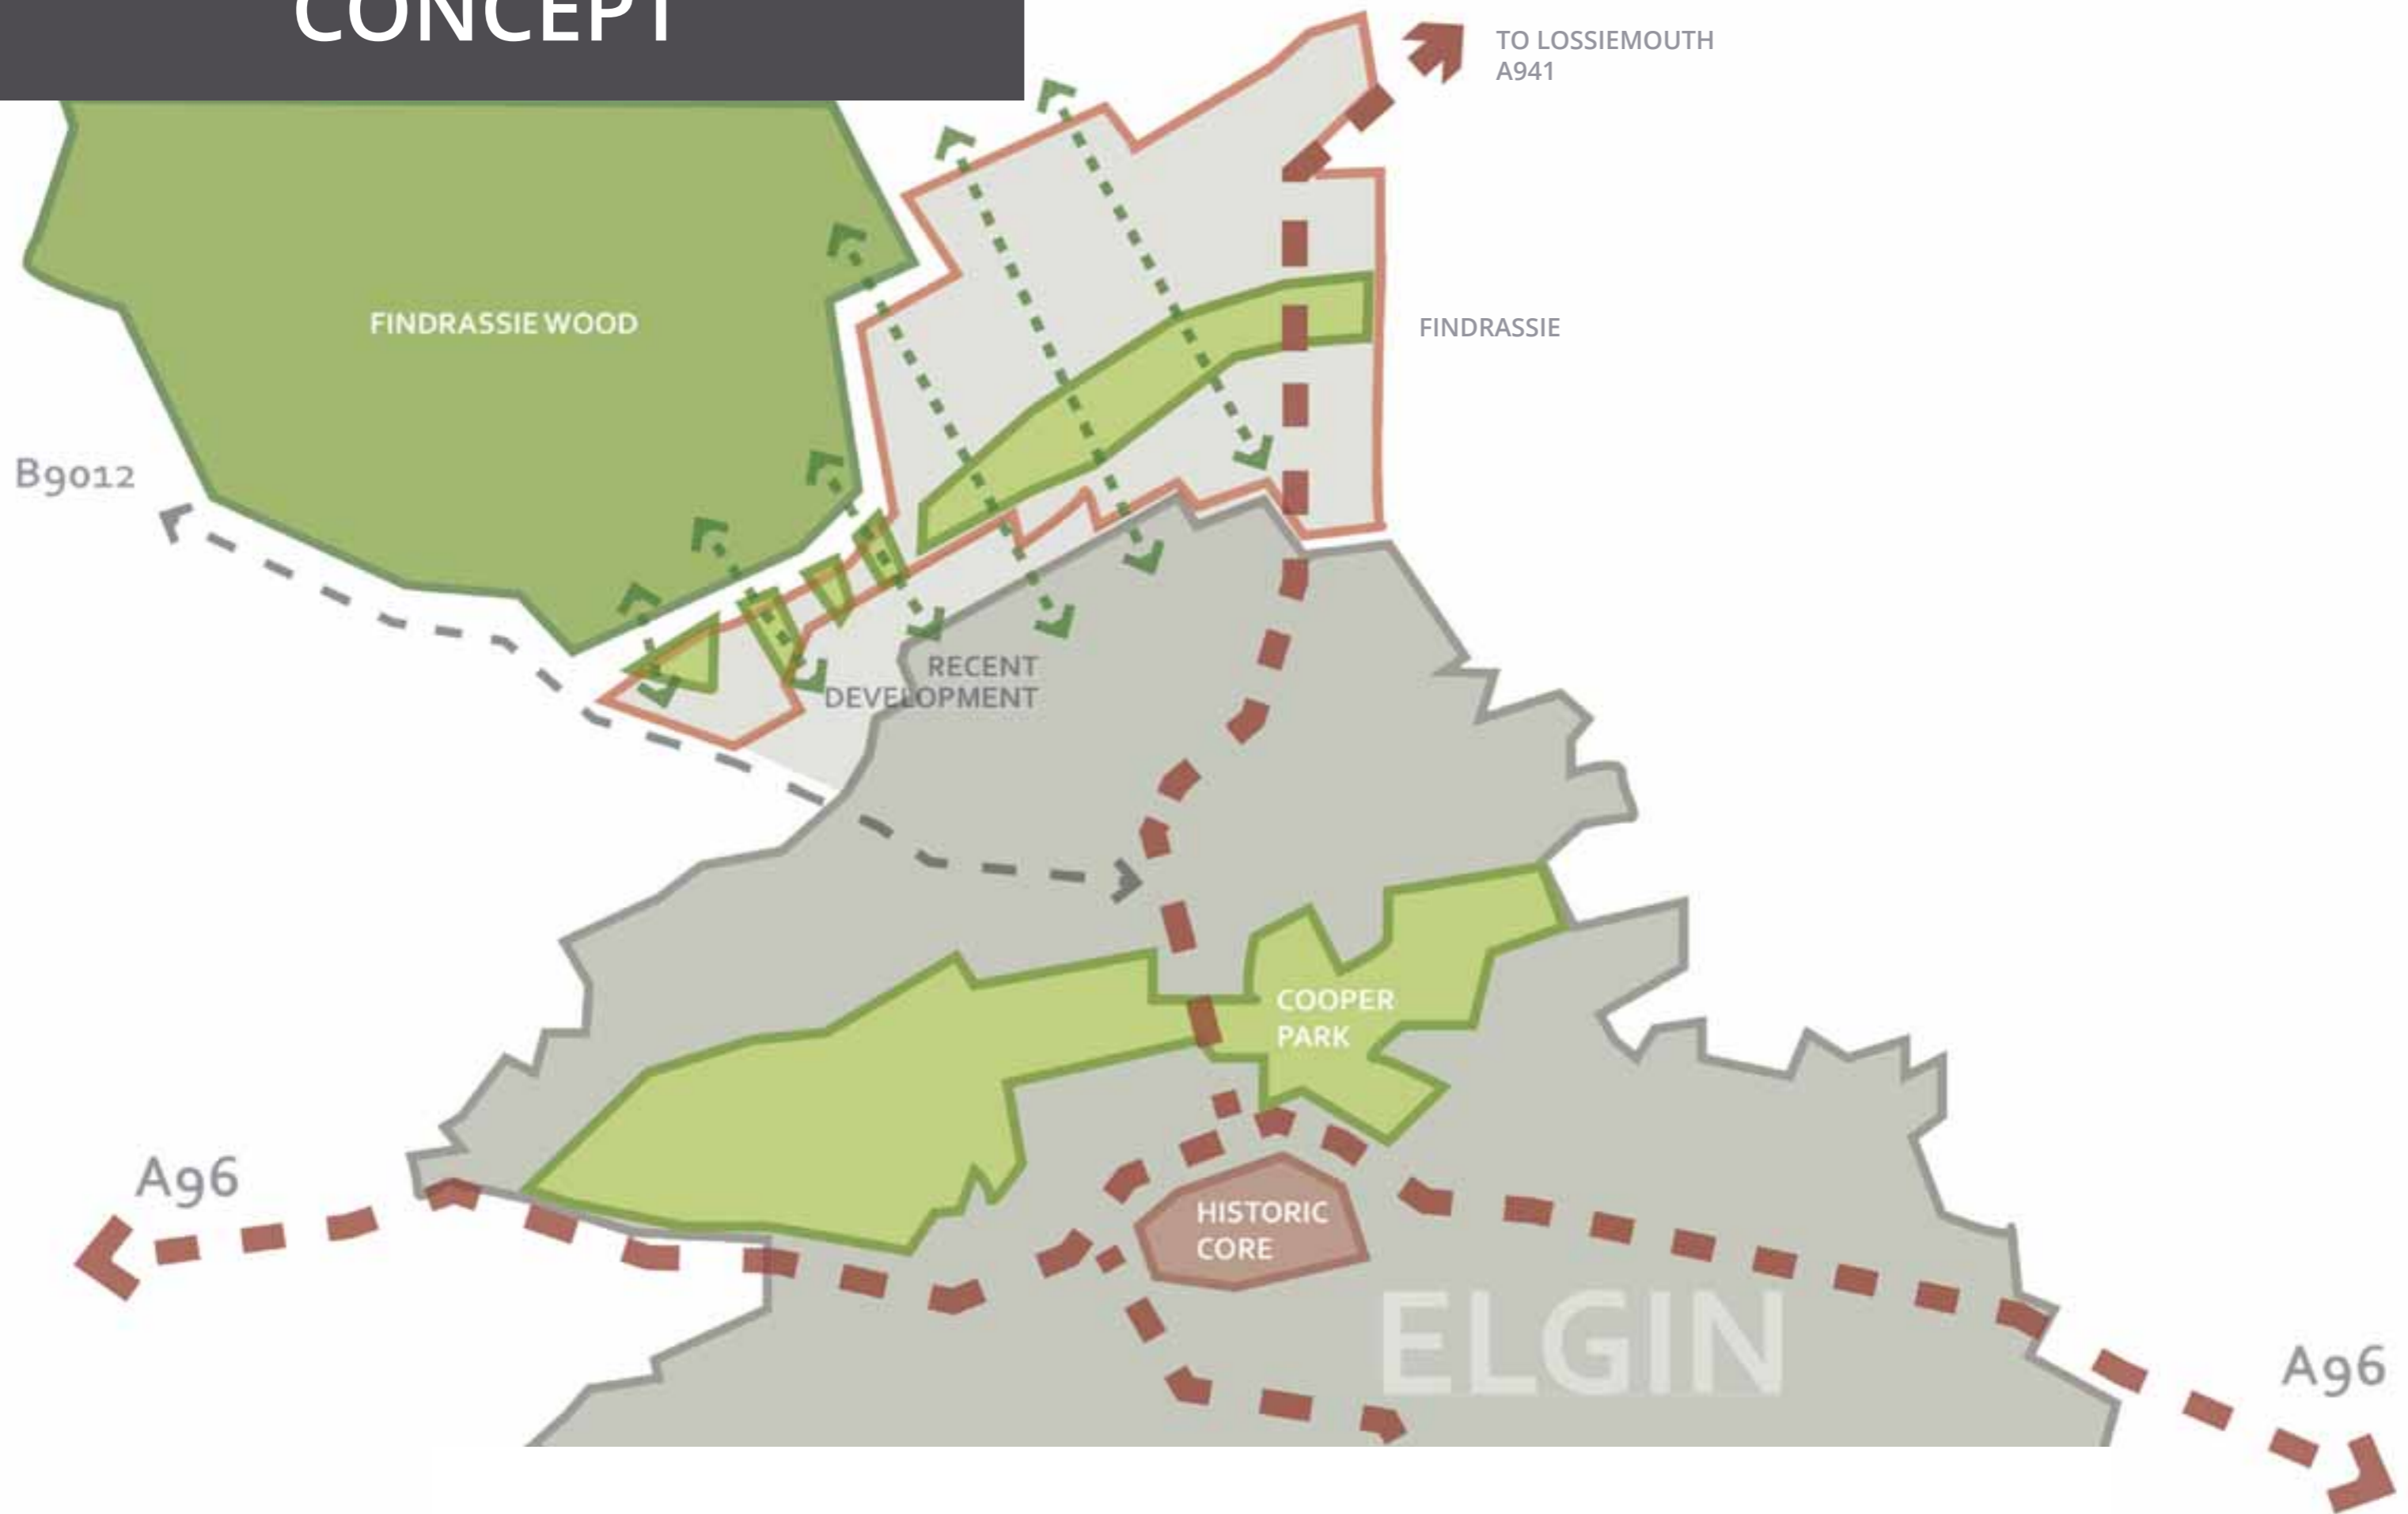 CONCEPT
TO LOSSIEMOUTH
A941
FINDRASSIE WOOD
FINDRASSIE
B9012
RECENT
DEVELOPMENT
COOPER
PARK
A96
HISTORIC
CORE
ELGIN
A96